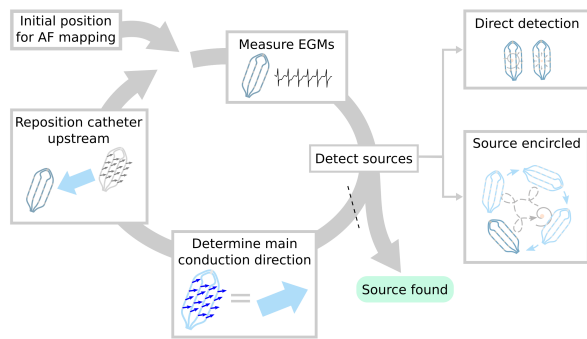 Initial position
for AF mapping
Measure EGMs
Direct detection
Reposition catheter
upstream
Detect sources
Source encircled
Determine main
conduction direction
Source found